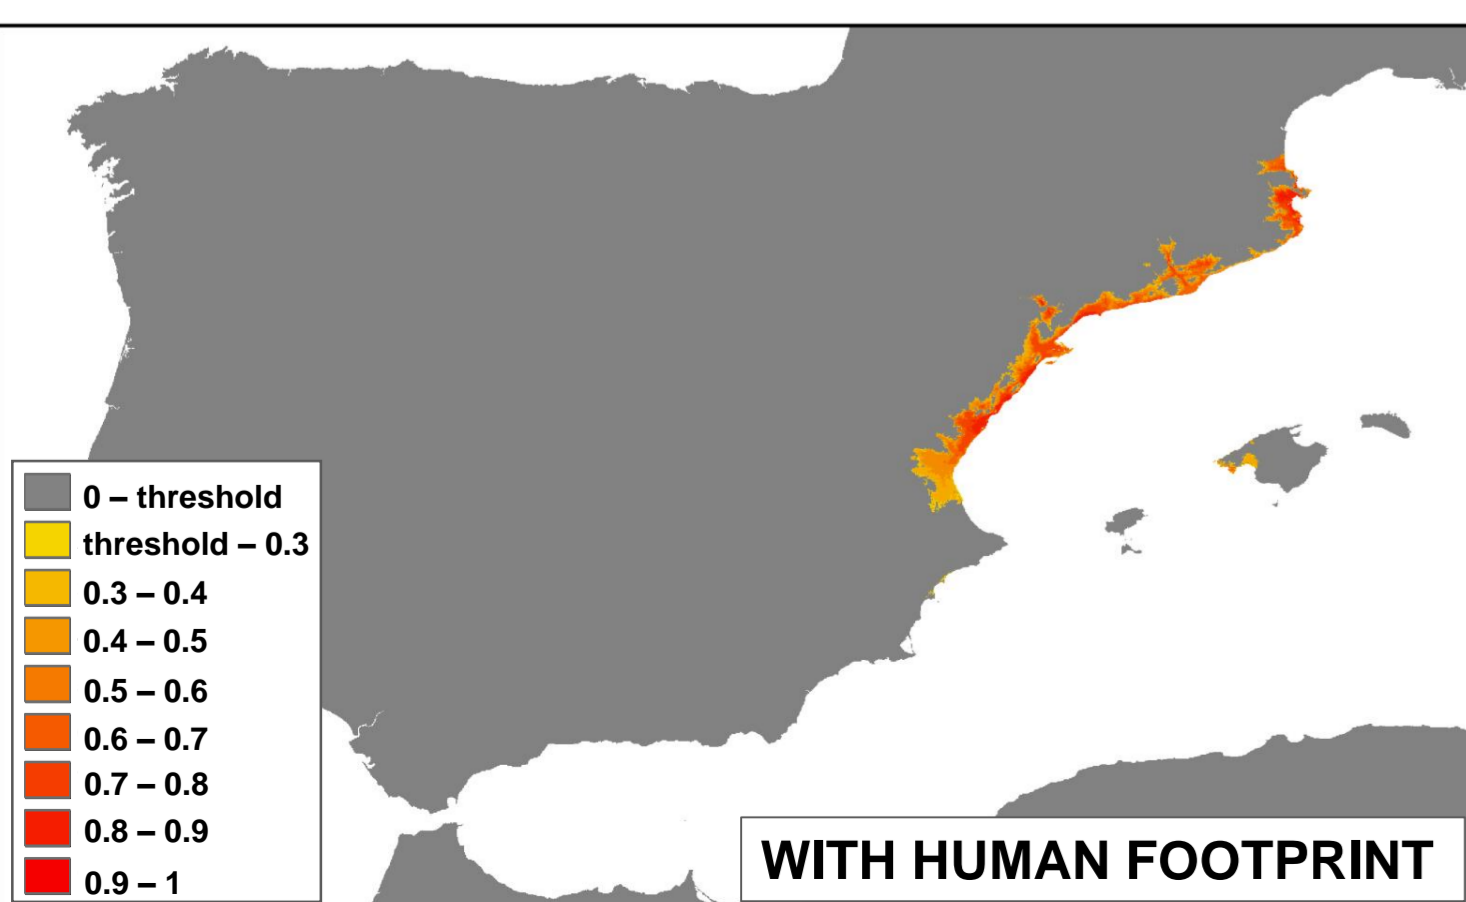 0 – threshold
threshold – 0.3
0.3 – 0.4
0.4 – 0.5
0.5 – 0.6
0.6 – 0.7
0.7 – 0.8
0.8 – 0.9
0.9 – 1
WITH HUMAN FOOTPRINT